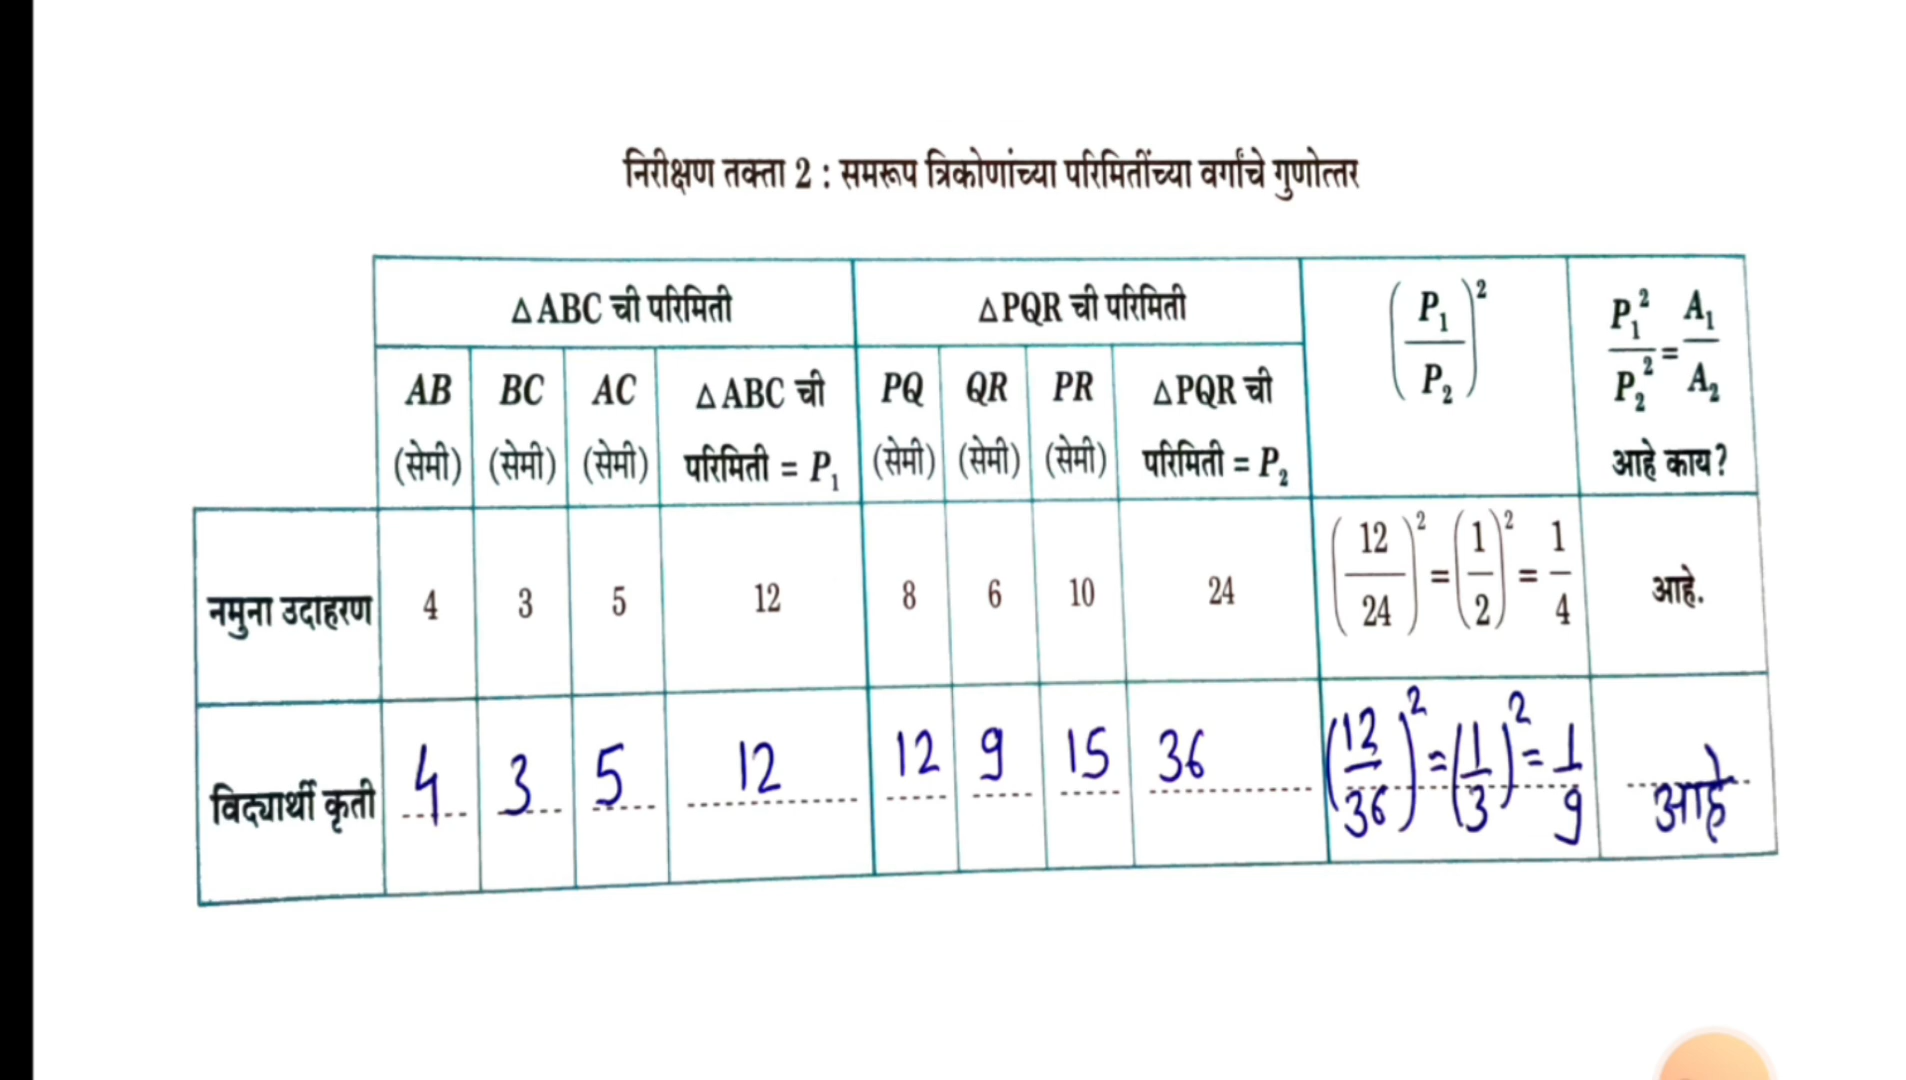 निरीक्षण तक्ता 2 : समरूप त्रिकोणांच्या परिमितींच्या वर्गांचे गुणोत्तर
△ABC ची परिमिती △PQR ची परिमिती (P₁/P₂)² P₁²/P₂² = A₁/A₂ आहे काय?
AB (सेमी) BC (सेमी) AC (सेमी) △ABC ची परिमिती = P₁ PQ (सेमी) QR (सेमी) PR (सेमी) △PQR ची परिमिती = P₂
नमुना उदाहरण 4 3 5 12 8 6 10 24 (12/24)² = (1/2)² = 1/4 आहे.
विद्यार्थी कृती 4 3 5 12 12 9 15 36 (12/36)² = (1/3)² = 1/9 आहे